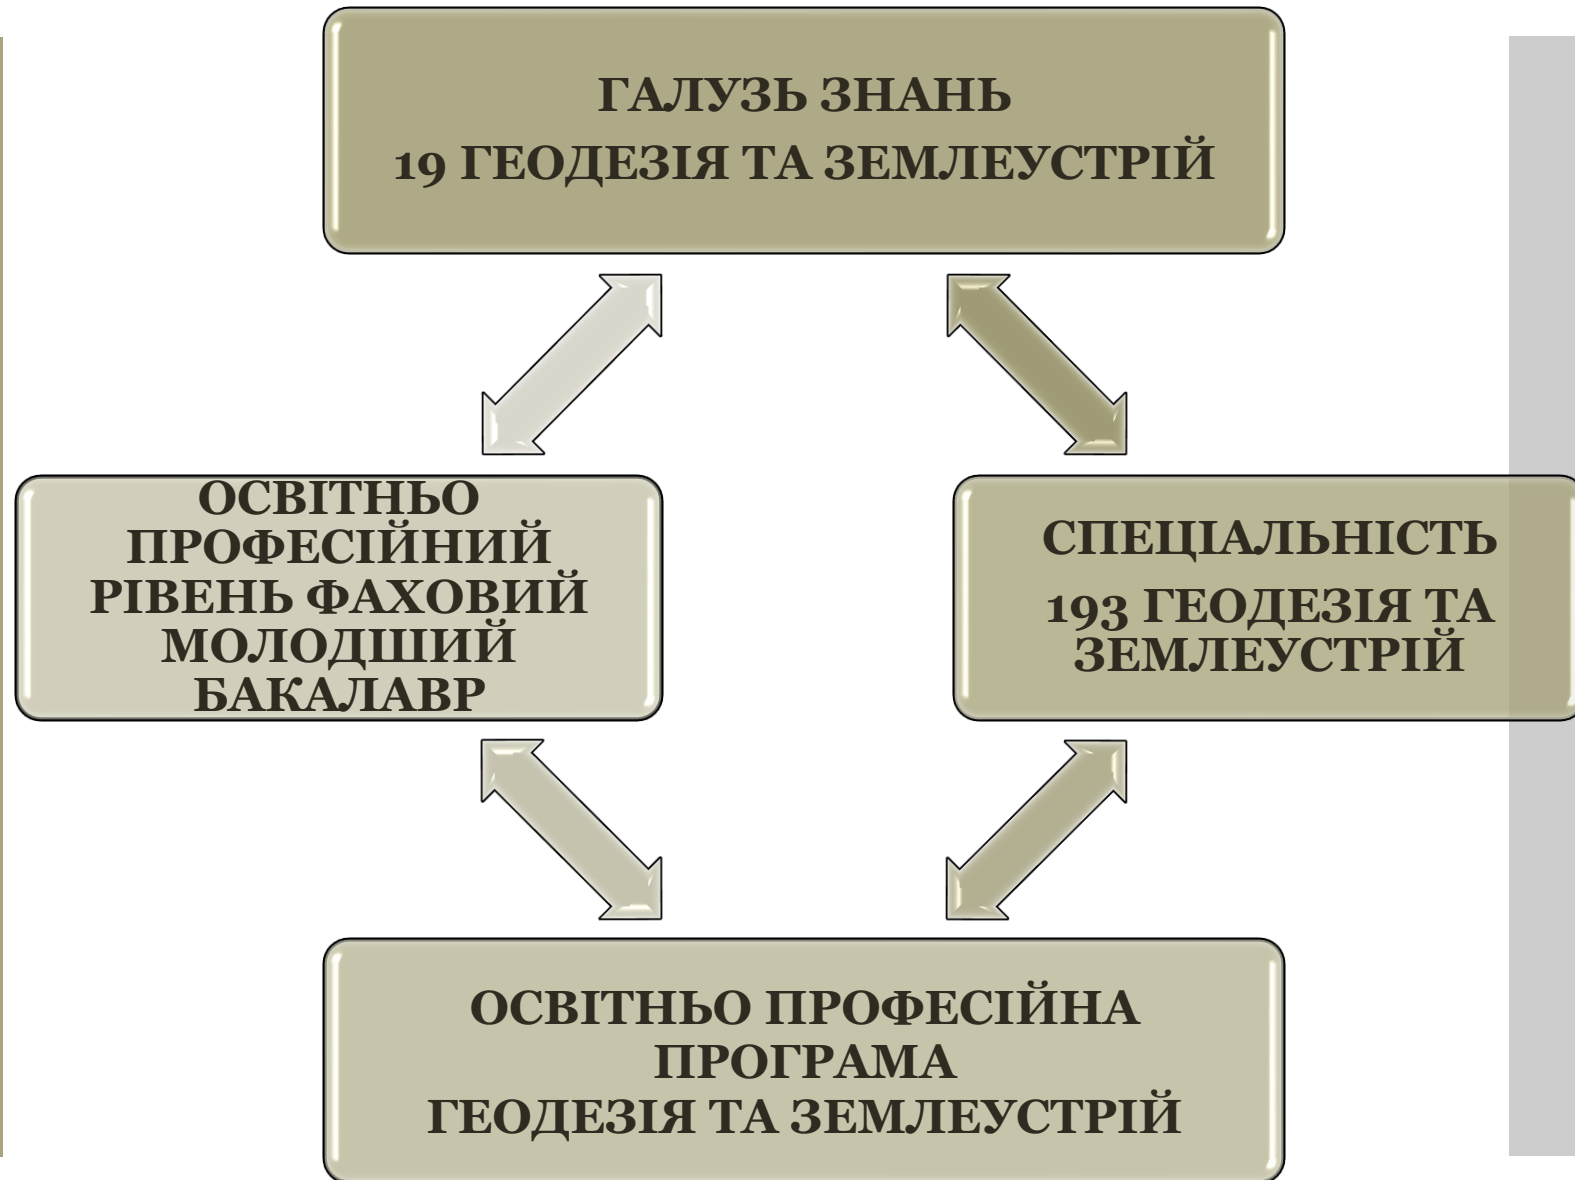 ГАЛУЗЬ ЗНАНЬ
19 ГЕОДЕЗІЯ ТА ЗЕМЛЕУСТРІЙ
ОСВІТНЬО
ПРОФЕСІЙНИЙ
РІВЕНЬ ФАХОВИЙ
МОЛОДШИЙ
БАКАЛАВР
СПЕЦІАЛЬНІСТЬ
193 ГЕОДЕЗІЯ ТА
ЗЕМЛЕУСТРІЙ
ОСВІТНЬО ПРОФЕСІЙНА
ПРОГРАМА
ГЕОДЕЗІЯ ТА ЗЕМЛЕУСТРІЙ